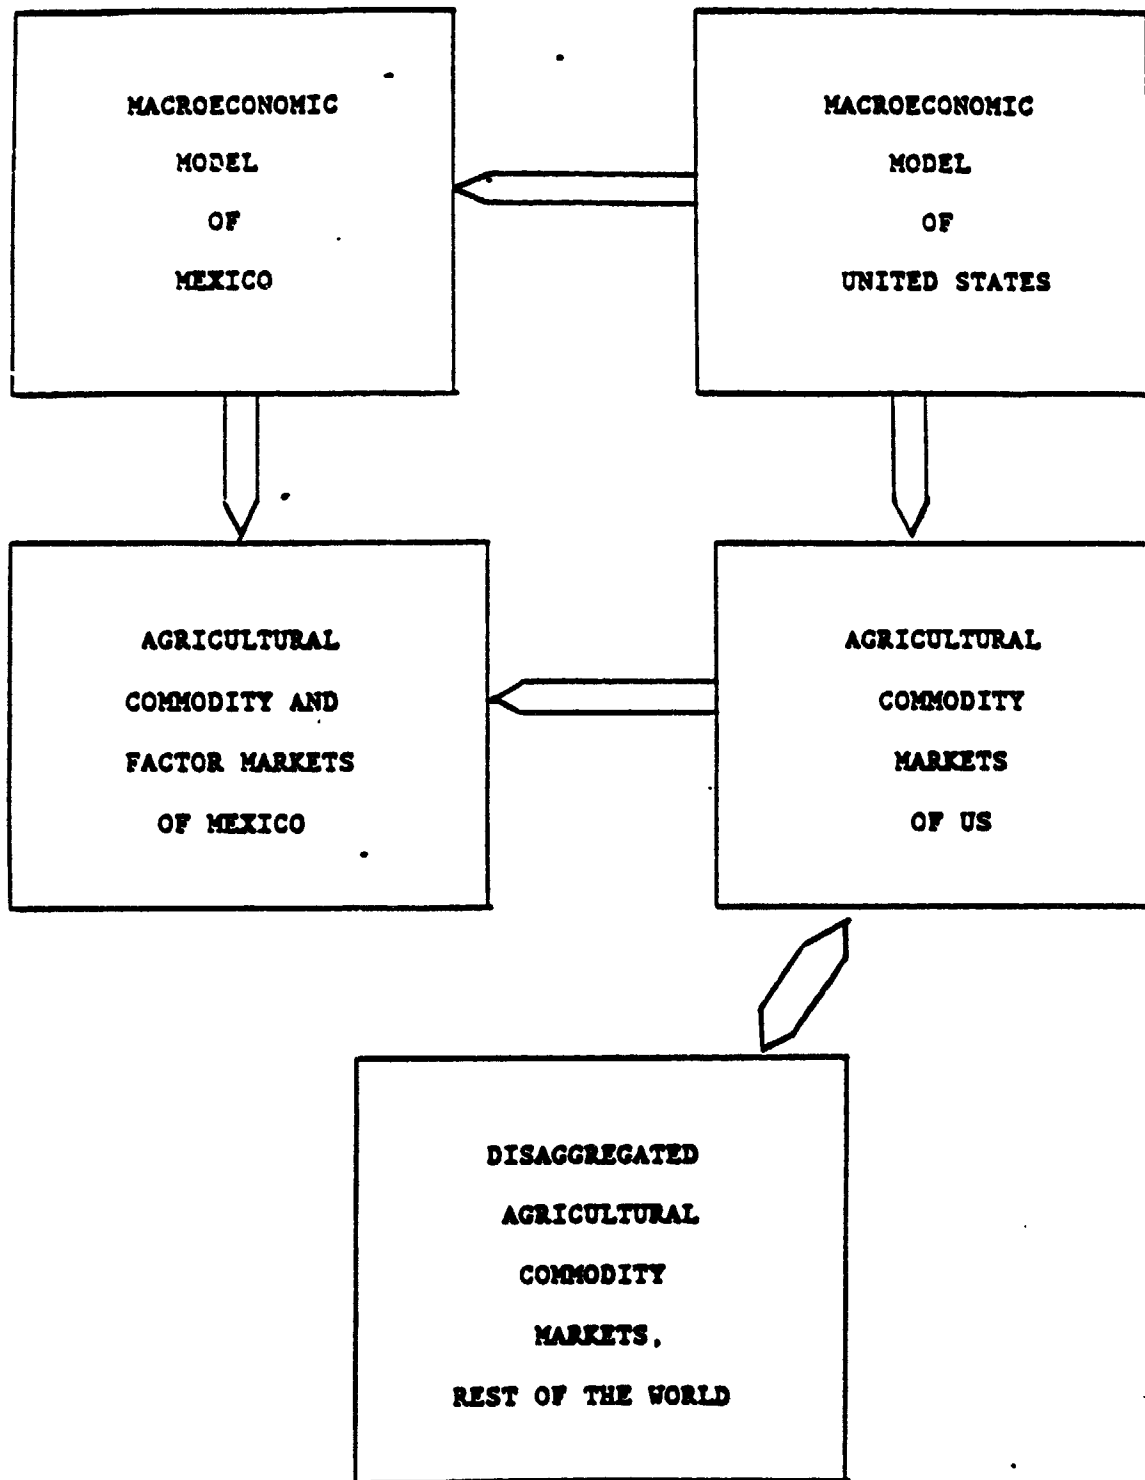 MACROECONOMIC
MODEL
OF
MEXICO
MACROECONOMIC
MODEL
OF
UNITED STATES
AGRICULTURAL
COMMODITY AND
FACTOR MARKETS
OF MEXICO
AGRICULTURAL
COMMODITY
MARKETS
OF US
DISAGGREGATED
AGRICULTURAL
COMMODITY
MARKETS,
REST OF THE WORLD